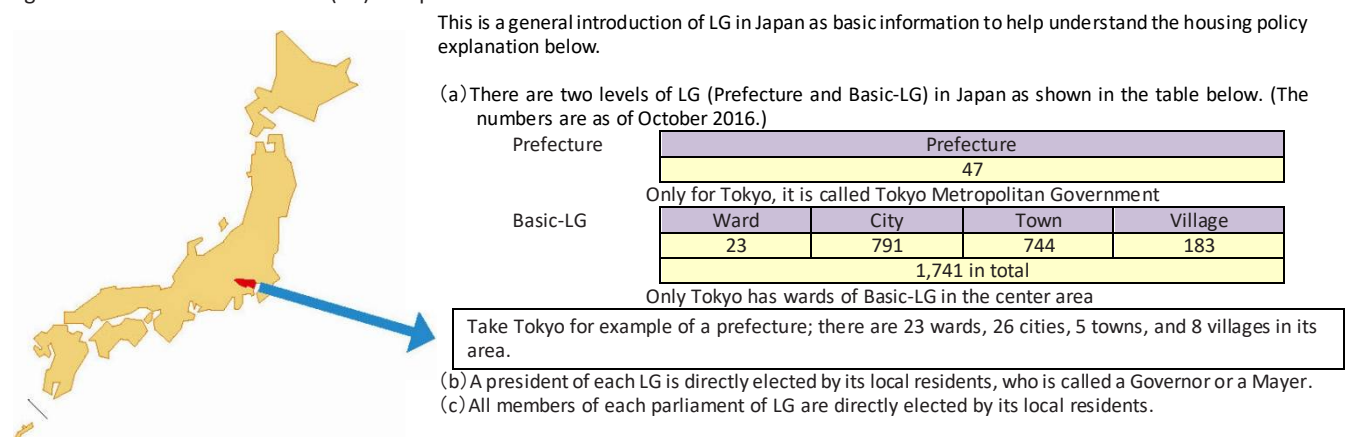 This is a general introduction of LG in Japan as basic information to help understand the housing policy
explanation below.
(a)There are two levels of LG (Prefecture and Basic-LG) in Japan as shown in the table below. (The
numbers are as of October 2016.)
Prefecture
Prefecture
47
Only for Tokyo, it is called Tokyo Metropolitan Government
Basic-LG
Ward City Town Village
23 791 744 183
1,741 in total
Only Tokyo has wards of Basic-LG in the center area
Take Tokyo for example of a prefecture; there are 23 wards, 26 cities, 5 towns, and 8 villages in its
area.
(b)A president of each LG is directly elected by its local residents, who is called a Governor or a Mayer.
(c)All members of each parliament of LG are directly elected by its local residents.